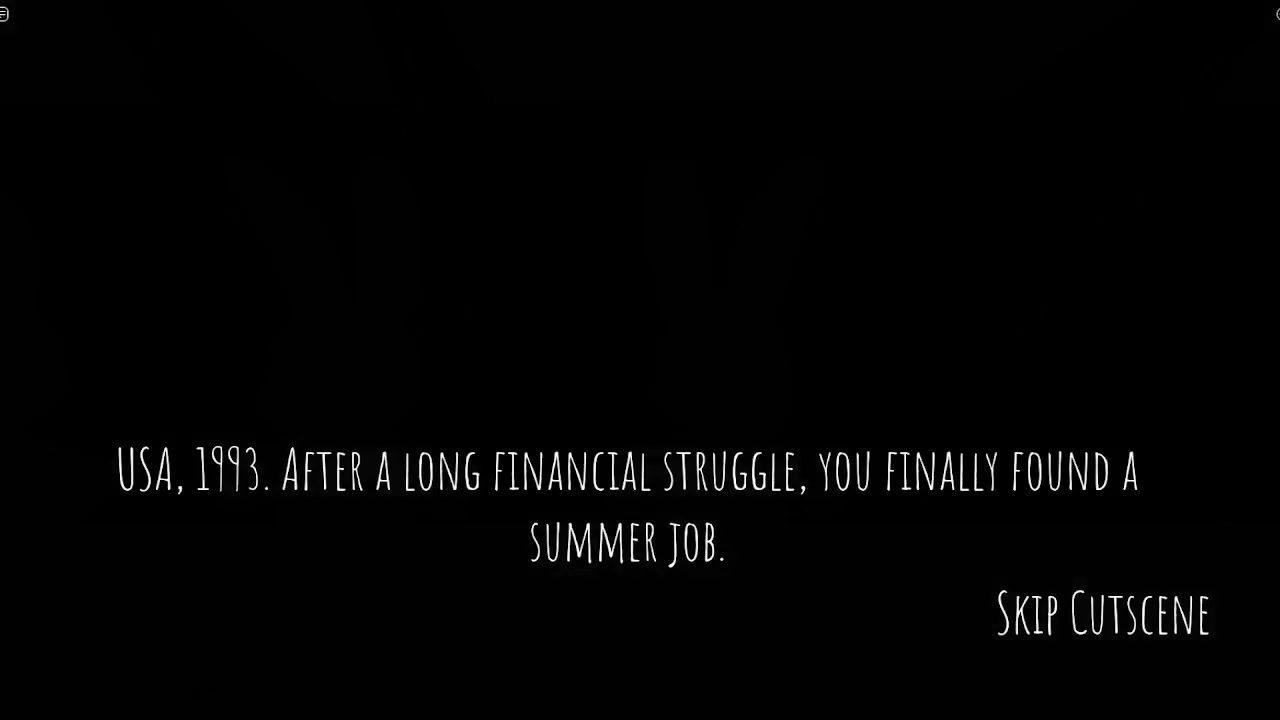 USA, 1993. After a long financial struggle, you finally found a
summer job.
Skip Cutscene